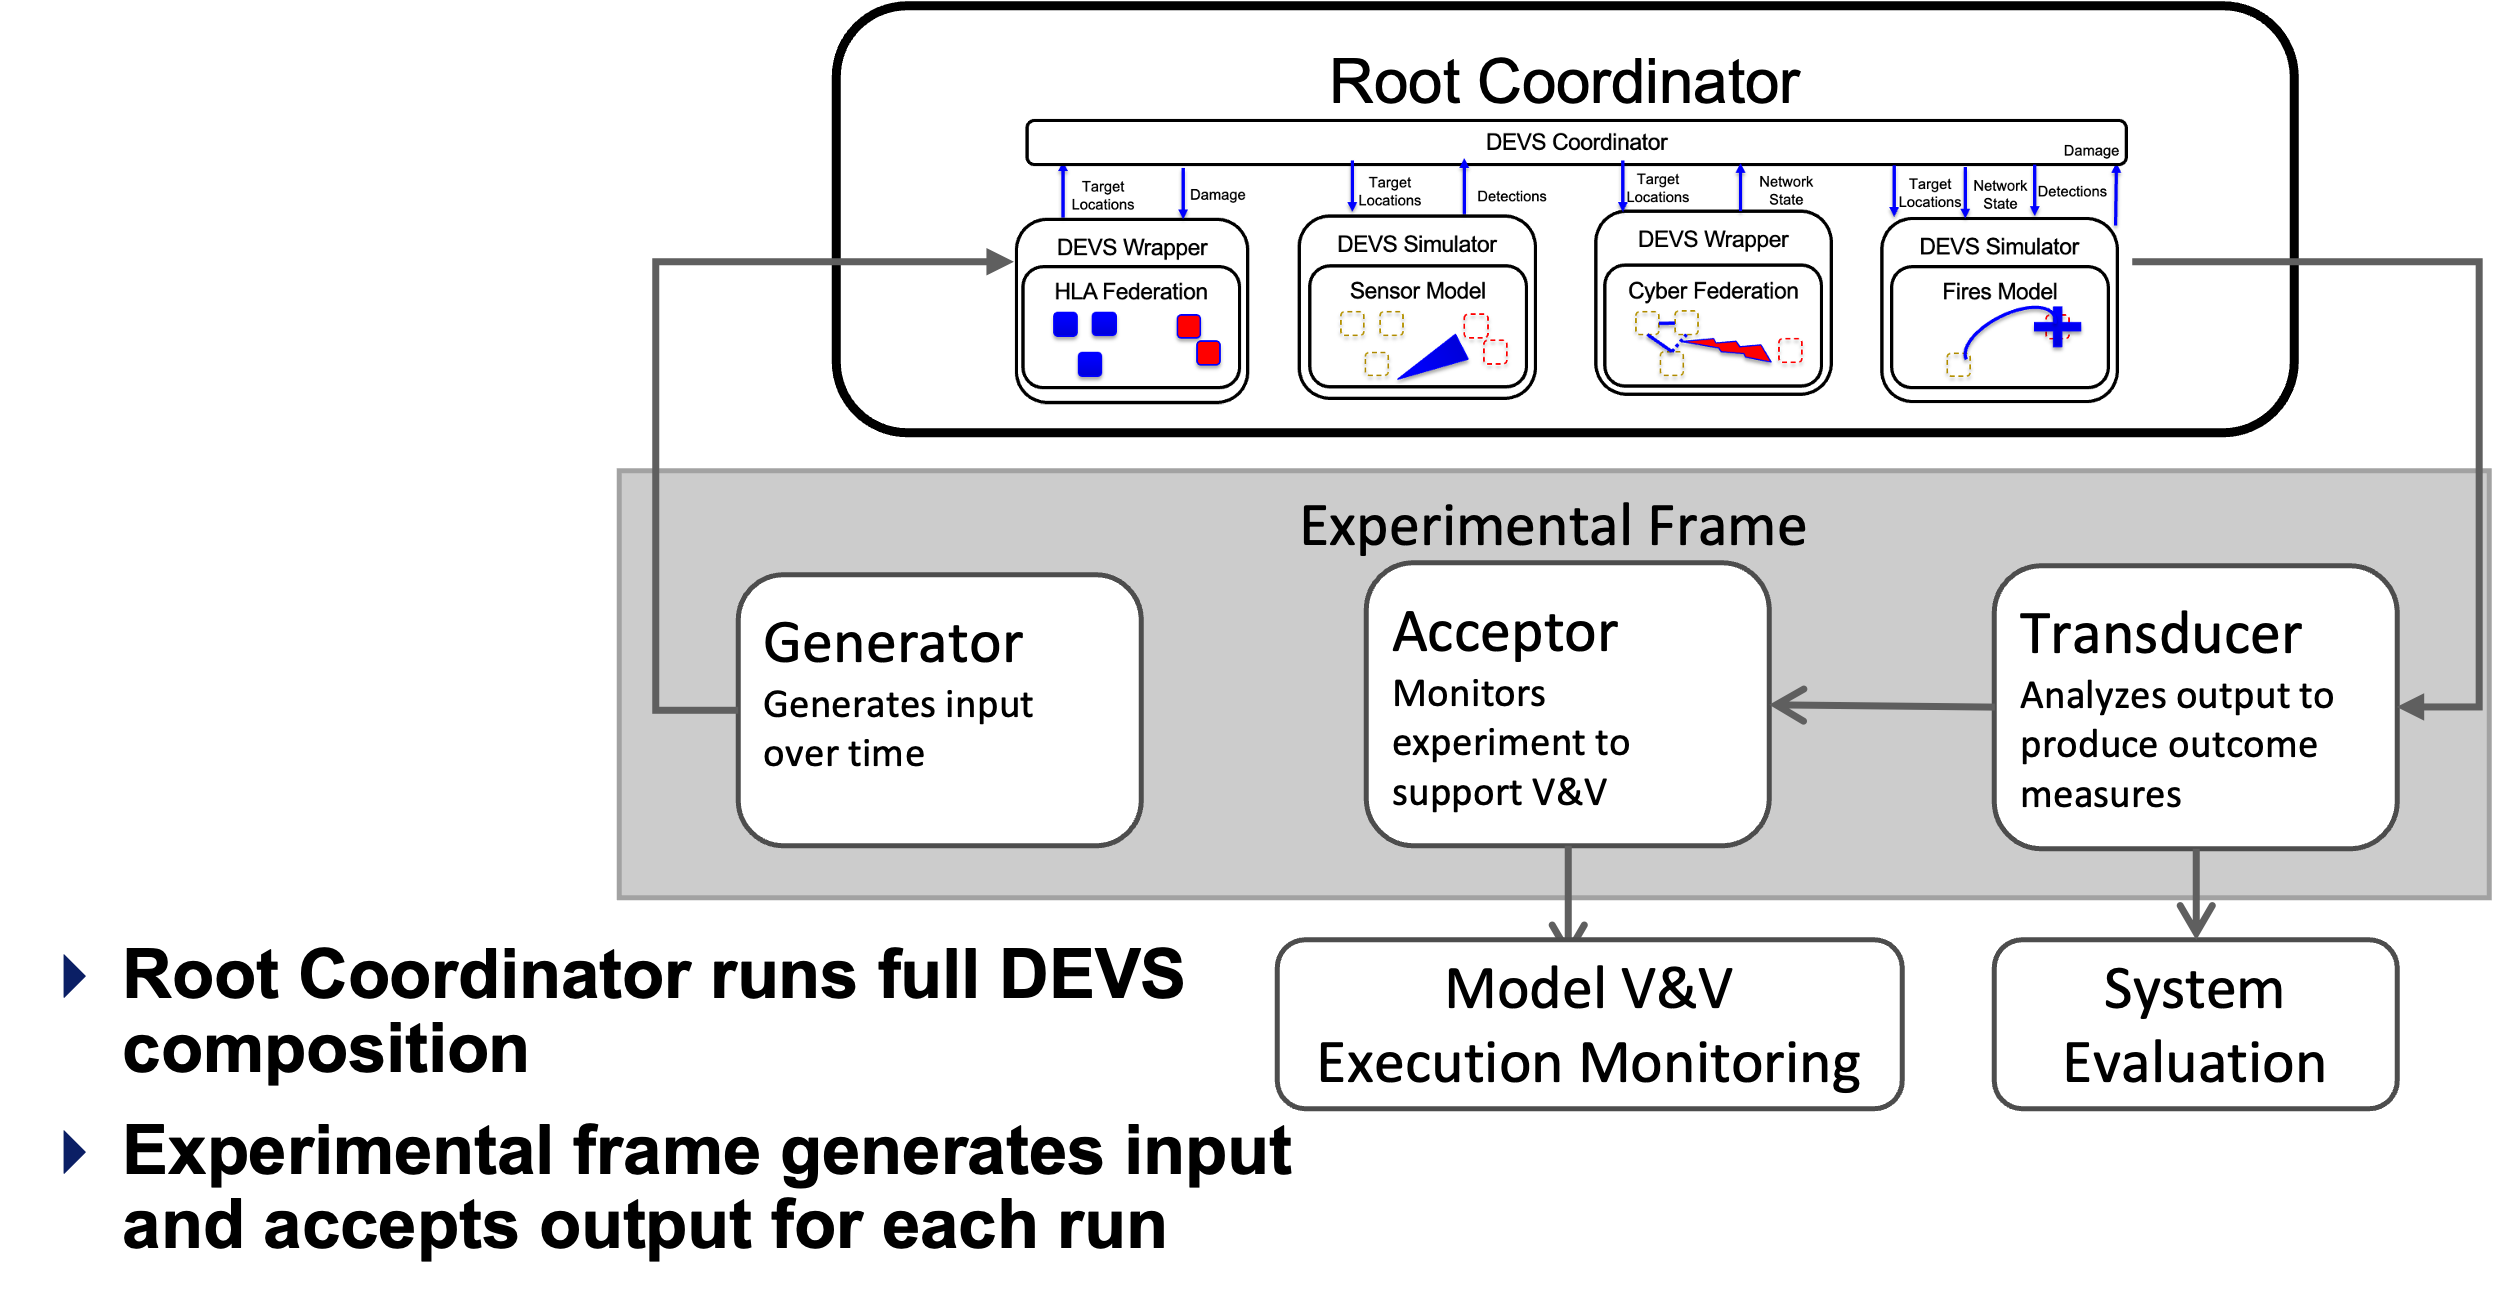 Root Coordinator
DEVS Coordinator
Damage
Target
Locations
Damage
Target
Locations
Detections
Target
Locations
Network
State
Target
Locations
Network
State
Detections
DEVS Wrapper
HLA Federation
DEVS Simulator
Sensor Model
DEVS Wrapper
Cyber Federation
DEVS Simulator
Fires Model
Experimental Frame
Generator
Generates input
over time
Acceptor
Monitors
experiment to
support V&V
Transducer
Analyzes output to
produce outcome
measures
Model V&V
Execution Monitoring
System
Evaluation
Root Coordinator runs full DEVS
composition
Experimental frame generates input
and accepts output for each run